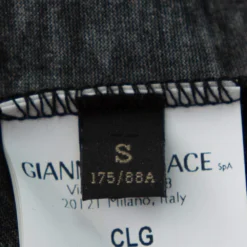 S
175/88A
GIANN ACE SpA
Vi
20121 Milano, Italy
CLG